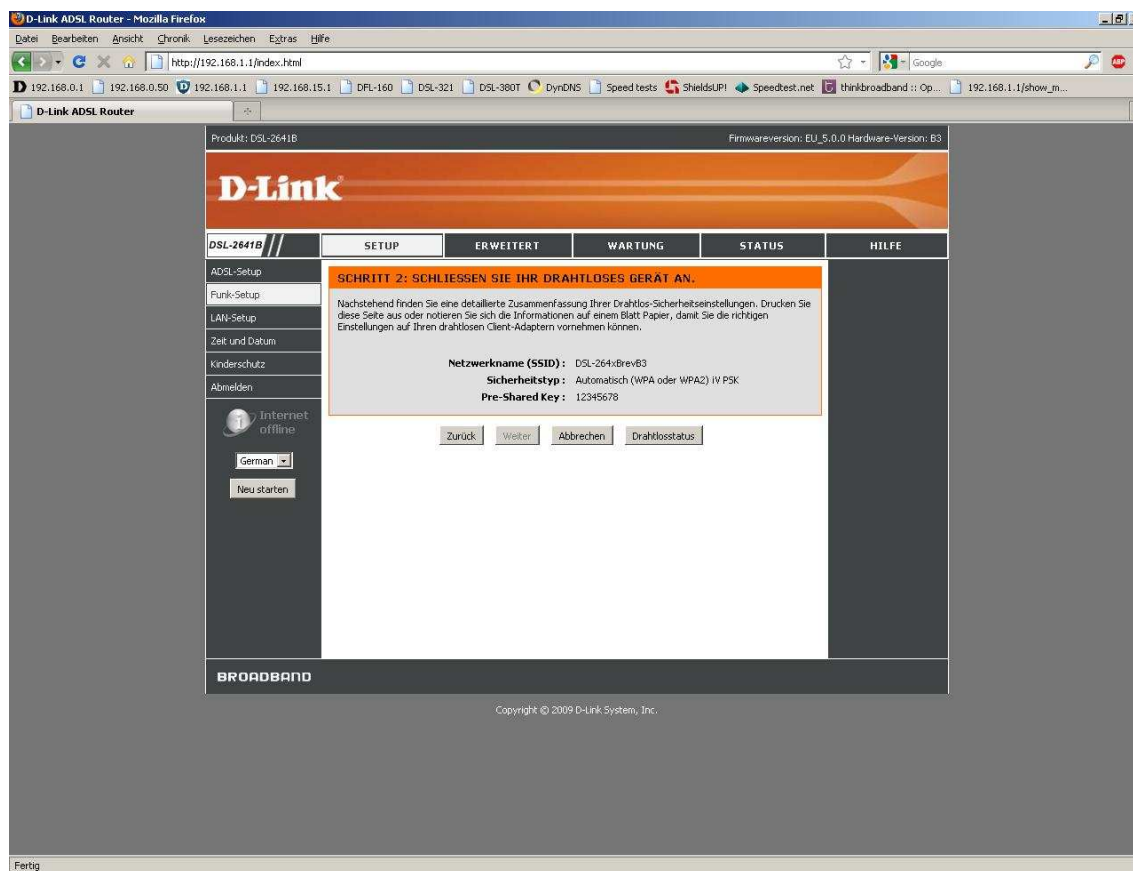 D-Link ADSL Router - Mozilla Firefox
Datei Bearbeiten Ansicht Chronik Lesezeichen Extras Hilfe
http://192.168.1.1/index.html
Google
ABP
192.168.0.1 192.168.0.50 192.168.1.1 192.168.15.1 DFL-160 DSL-321 DSL-380T DynDNS Speed tests ShieldsUP! Speedtest.net thinkbroadband :: Op... 192.168.1.1/show_m...
D-Link ADSL Router
Produkt: DSL-2641B
Firmwareversion: EU_5.0.0 Hardware-Version: B3
D-Link
DSL-2641B
SETUP ERWEITERT WARTUNG STATUS HILFE
ADSL-Setup
Funk-Setup
LAN-Setup
Zeit und Datum
Kinderschutz
Abmelden
Internet
offline
German
Neu starten
SCHRITT 2: SCHLIESSEN SIE IHR DRAHTLOSES GERÄT AN.
Nachstehend finden Sie eine detaillierte Zusammenfassung Ihrer Drahtlos-Sicherheitseinstellungen. Drucken Sie
diese Seite aus oder notieren Sie sich die Informationen auf einem Blatt Papier, damit Sie die richtigen
Einstellungen auf Ihren drahtlosen Client-Adaptern vornehmen können.
Netzwerkname (SSID) : DSL-264xBrevB3
Sicherheitstyp : Automatisch (WPA oder WPA2) iV PSK
Pre-Shared Key : 12345678
Zurück Weiter Abbrechen Drahtlosstatus
BROADBAND
Copyright © 2009 D-Link System, Inc.
Fertig